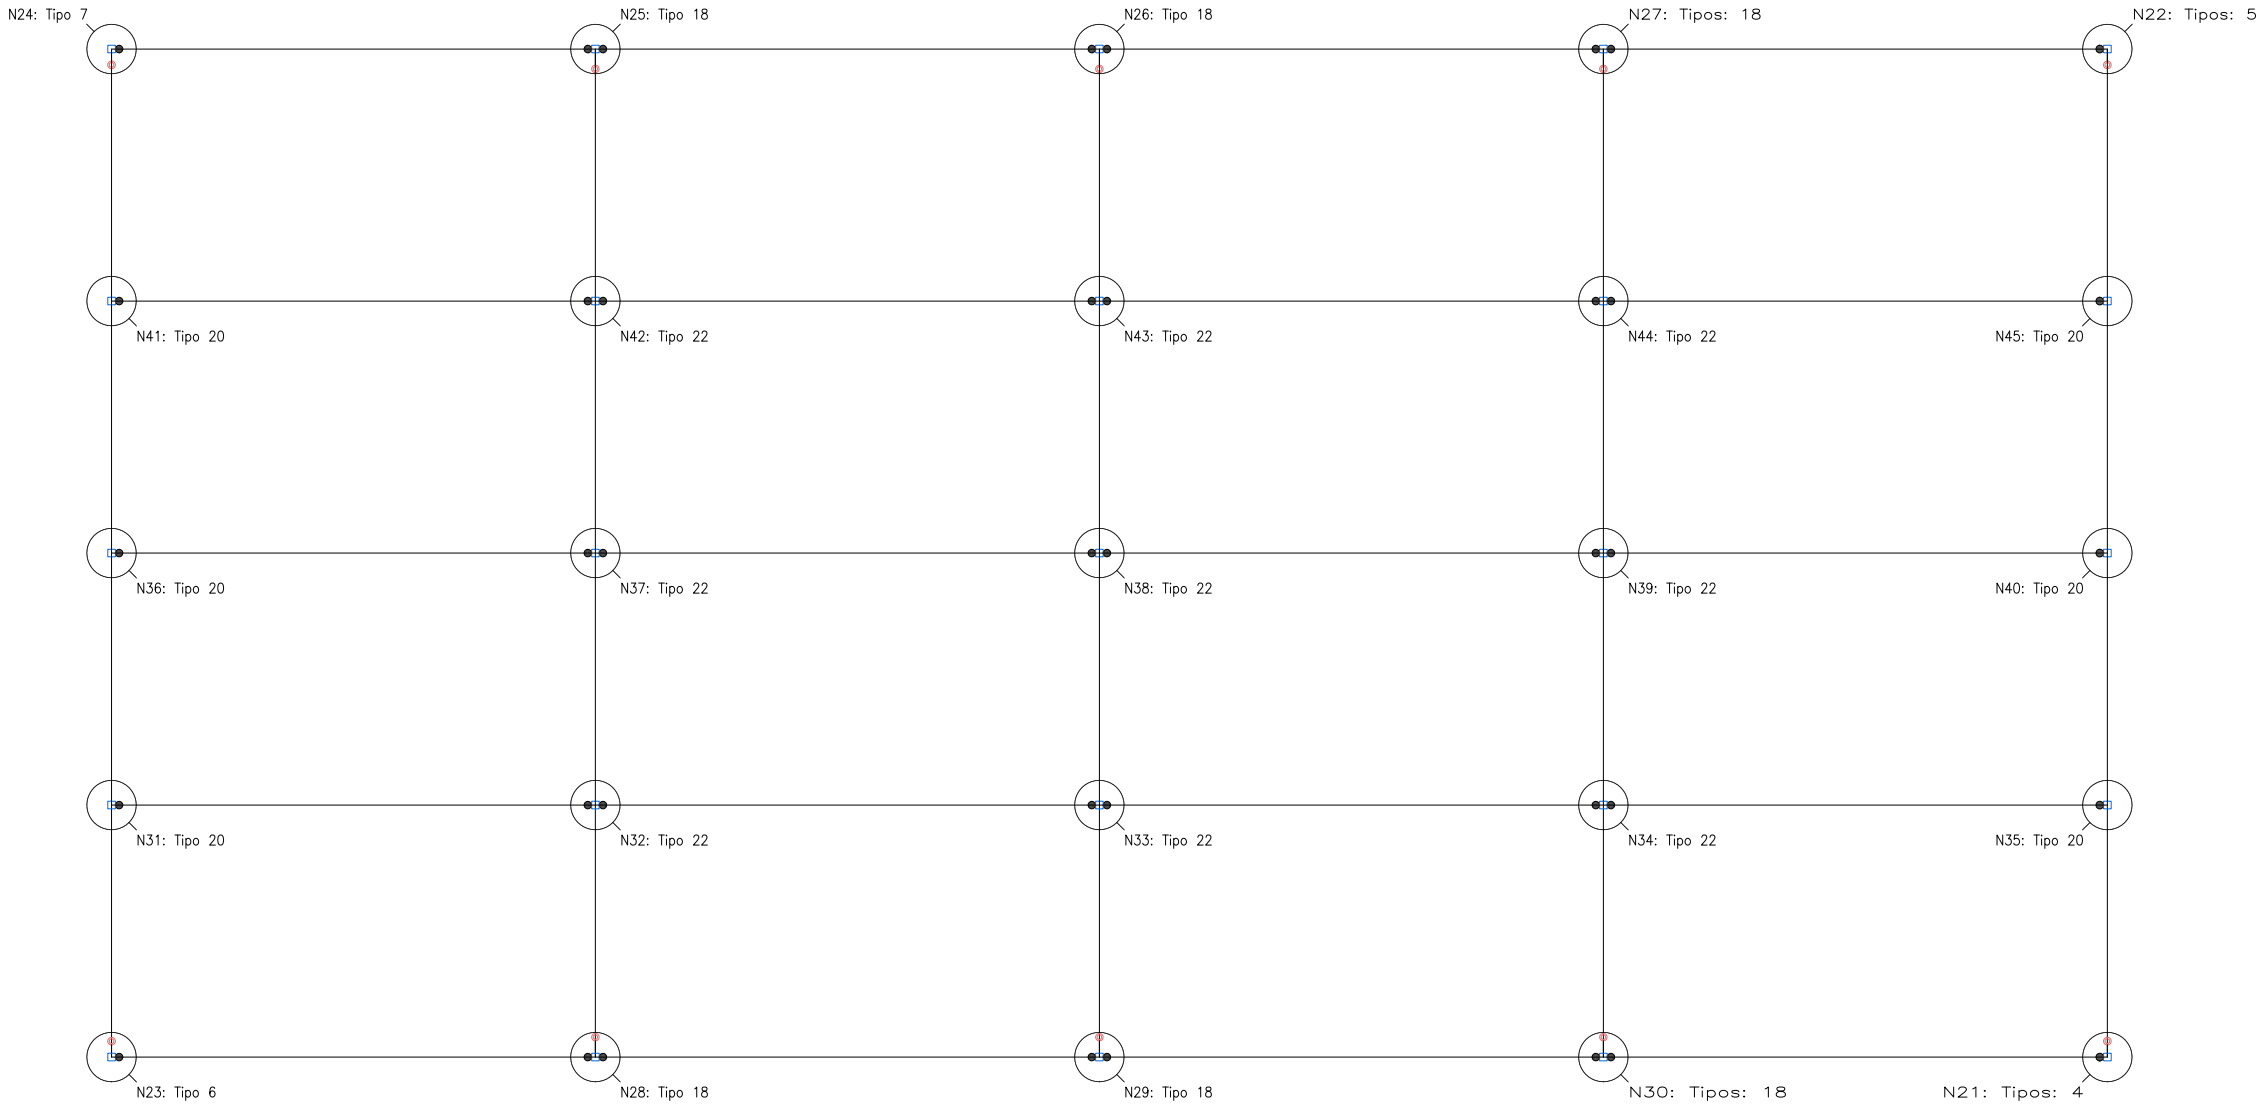 N24: Tipo 7
N25: Tipo 18
N26: Tipo 18
N27: Tipos: 18
N22: Tipos: 5
N41: Tipo 20
N42: Tipo 22
N43: Tipo 22
N44: Tipo 22
N45: Tipo 20
N36: Tipo 20
N37: Tipo 22
N38: Tipo 22
N39: Tipo 22
N40: Tipo 20
N31: Tipo 20
N32: Tipo 22
N33: Tipo 22
N34: Tipo 22
N35: Tipo 20
N23: Tipo 6
N28: Tipo 18
N29: Tipo 18
N30: Tipos: 18
N21: Tipos: 4